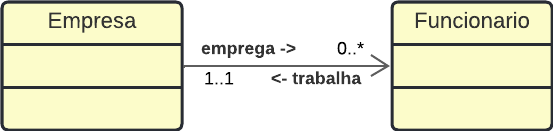 Empresa
Funcionario
emprega -> 0..*
1..1 <- trabalha